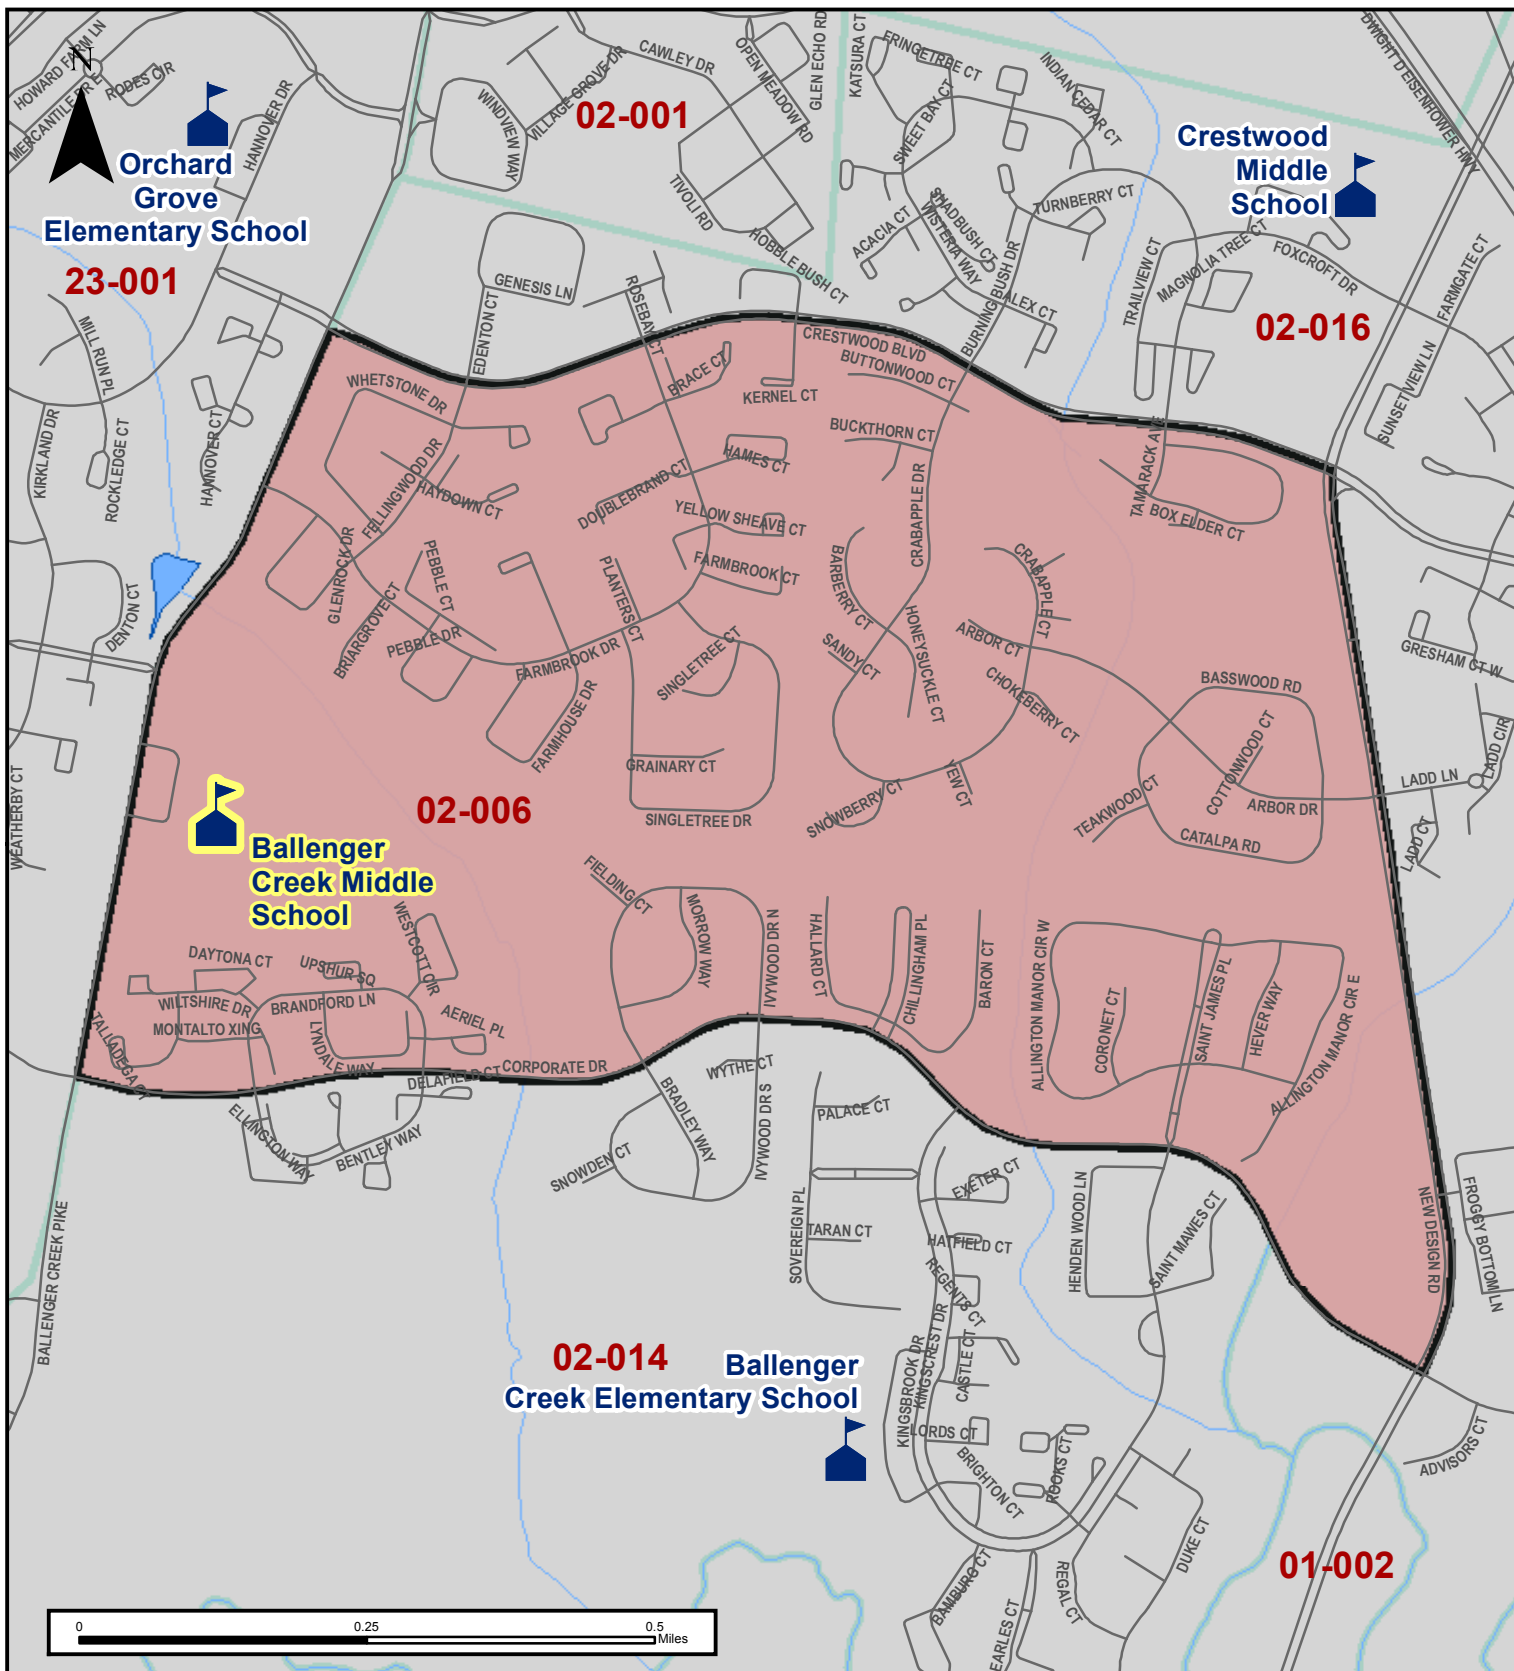 HOWARD FARM LN
N
MERCANTILE DR E
RODES CIR
HANNOVER DR
WINDVIEW WAY
VILLAGE GROVE DR
CAWLEY DR
OPEN MEADOW RD
GLEN ECHO RD
KATSURA CT
FRINGETREE CT
INDIAN CEDAR CT
DWIGHT D EISENHOWER HWY
02-001
SWEET BAY CT
Crestwood
Middle
School
Orchard
Grove
Elementary School
23-001
TIVOLI RD
HOBBLE BUSH CT
ACACIA CT
SHADBUSH CT
WISTERIA WAY
TURNBERRY CT
BURNING BUSH DR
ALEX CT
TRAILVIEW CT
MAGNOLIA TREE CT
FOXCROFT DR
FARMGATE CT
02-016
GENESIS LN
EDENTON CT
ROSEBAY CT
MILL RUN PL
CRESTWOOD BLVD
BUTTONWOOD CT
BRACE CT
KERNEL CT
WHETSTONE DR
SUNSET VIEW LN
KIRKLAND DR
ROCKLEDGE CT
HANNOVER CT
BUCKTHORN CT
TAMARACK AVE
FELLINGWOOD DR
HAYDOWN CT
DOUBLEBRAND CT
HAMES CT
CRABAPPLE DR
BOX ELDER CT
YELLOW SHEAVE CT
GLENROCK DR
PEBBLE CT
FARMBROOK CT
PLANTERS CT
BARBERRY CT
CRABAPPLE CT
DENTON CT
BRIARGROVE CT
PEBBLE DR
FARMBROOK DR
SINGLETREE CT
SANDY CT
HONEYSUCKLE CT
ARBOR CT
GRESHAM CT W
FARMHOUSE DR
CHOKEBERRY CT
BASSWOOD RD
COTTONWOOD CT
LADD CIR
WEATHERBY CT
GRAINARY CT
YEW CT
LADD LN
02-006
SINGLETREE DR
SNOWBERRY CT
TEAKWOOD CT
ARBOR DR
CATALPA RD
LADD CT
Ballenger
Creek Middle
School
FIELDING CT
MORROW WAY
IVYWOOD DR N
HALLARD CT
CHILLINGHAM PL
BARON CT
ALLINGTON MANOR CIR W
WESTCOTT CIR
DAYTONA CT
UPSHUR SQ
WILTSHIRE DR
BRANDFORD LN
MONTALTO XING
AERIEL PL
TALLADEGA CT
LYNDALE WAY
CORONET CT
SAINT JAMES PL
HEVER WAY
ALLINGTON MANOR CIR E
DELAFIELD CT
CORPORATE DR
WYTHE CT
ELLINGTON WAY
BENTLEY WAY
BRADLEY WAY
IVYWOOD DR S
PALACE CT
SNOWDEN CT
EXETER CT
HENDEN WOOD LN
SAINT MAWES CT
NEW DESIGN RD
FROGGY BOTTOM LN
BALLENGER CREEK PIKE
SOVEREIGN PL
TARAN CT
HATFIELD CT
REGENTS CT
KINGSCREST DR
KINGSBROOK DR
CASTLE CT
02-014
Ballenger
Creek Elementary School
LORDS CT
BRIGHTON CT
ROOKS CT
ADVISORS CT
DUKE CT
01-002
BAMBURG CT
REGAL CT
EARLES CT
0
0.25
0.5
Miles